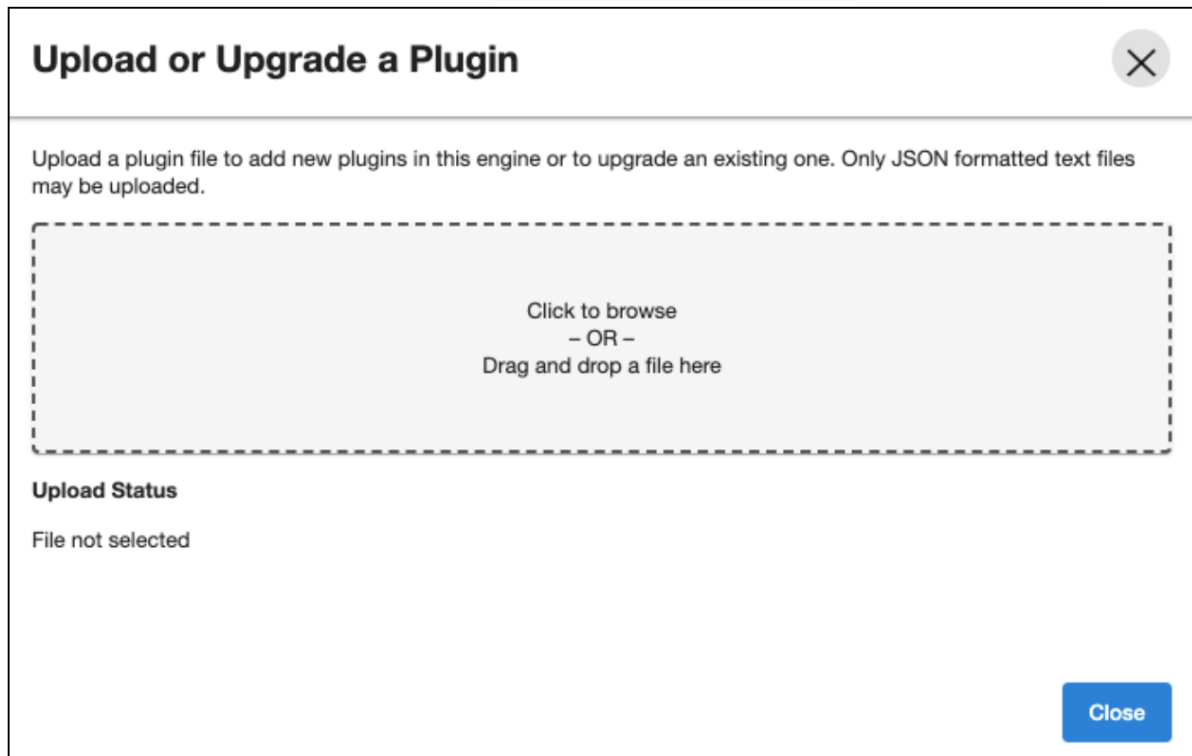 Upload or Upgrade a Plugin
Upload a plugin file to add new plugins in this engine or to upgrade an existing one. Only JSON formatted text files
may be uploaded.
Click to browse
– OR –
Drag and drop a file here
Upload Status
File not selected
Close